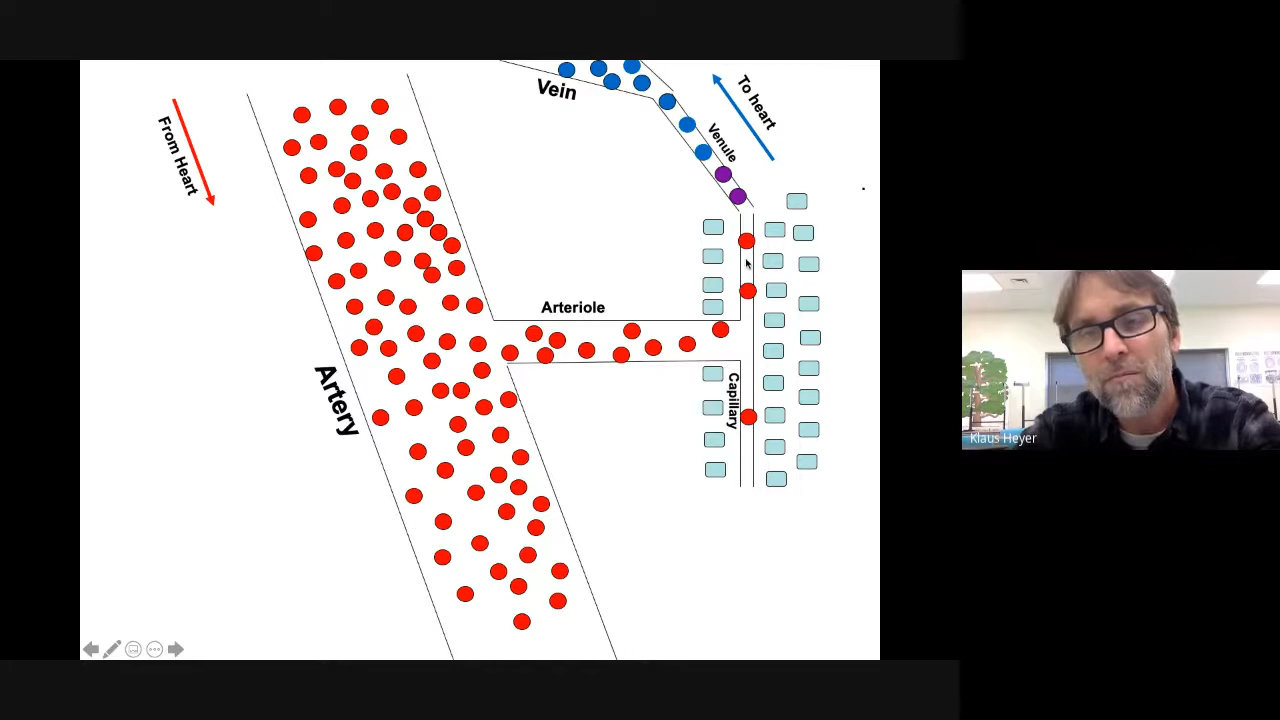 From Heart
Vein
To heart
Venule
Arteriole
Artery
Capillary
Klaus Heyer